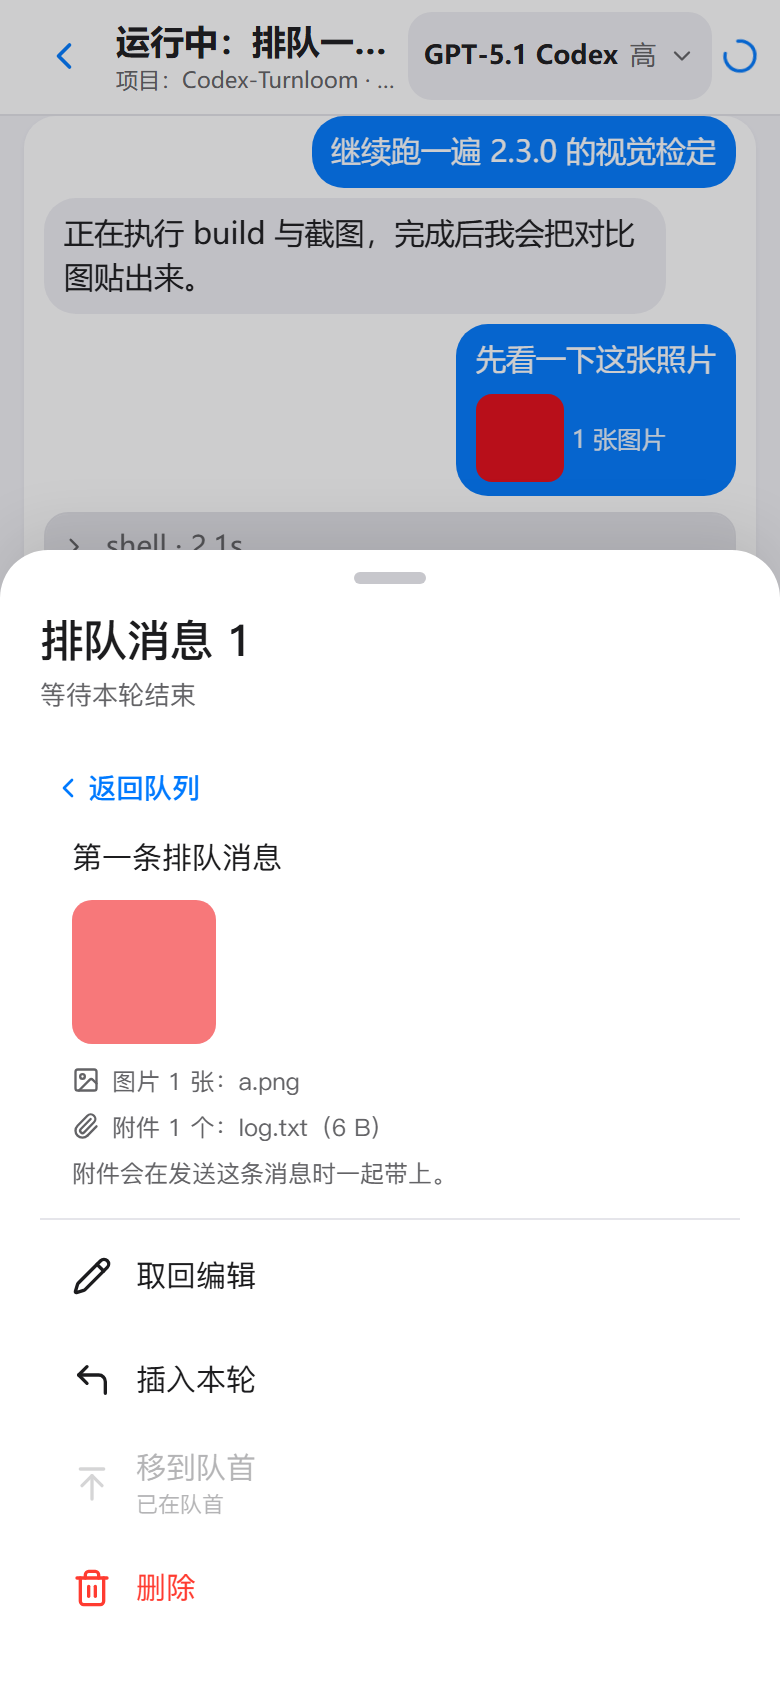 运行中：排队一...
项目：Codex-Turnloom · ...
GPT-5.1 Codex 高
继续跑一遍 2.3.0 的视觉检定
正在执行 build 与截图，完成后我会把对比
图贴出来。
先看一下这张照片
1 张图片
shell · 2.1s
排队消息 1
等待本轮结束
返回队列
第一条排队消息
图片 1 张：a.png
附件 1 个：log.txt（6 B）
附件会在发送这条消息时一起带上。
取回编辑
插入本轮
移到队首
已在队首
删除